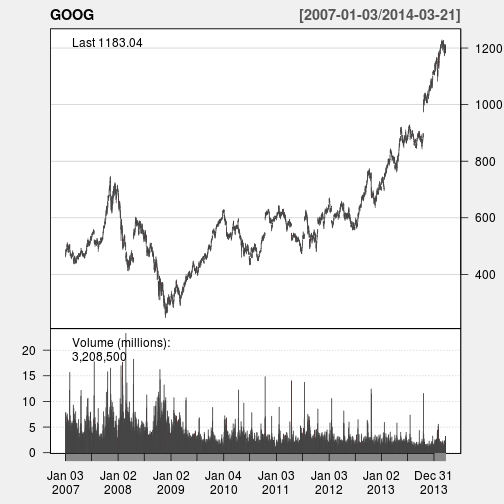 GOOG [2007-01-03/2014-03-21]
Last 1183.04
1200
1000
800
600
400
Volume (millions):
3,208,500
20
15
10
5
0
Jan 03 Jan 02 Jan 02 Jan 04 Jan 03 Jan 03 Jan 02 Dec 31
2007 2008 2009 2010 2011 2012 2013 2013